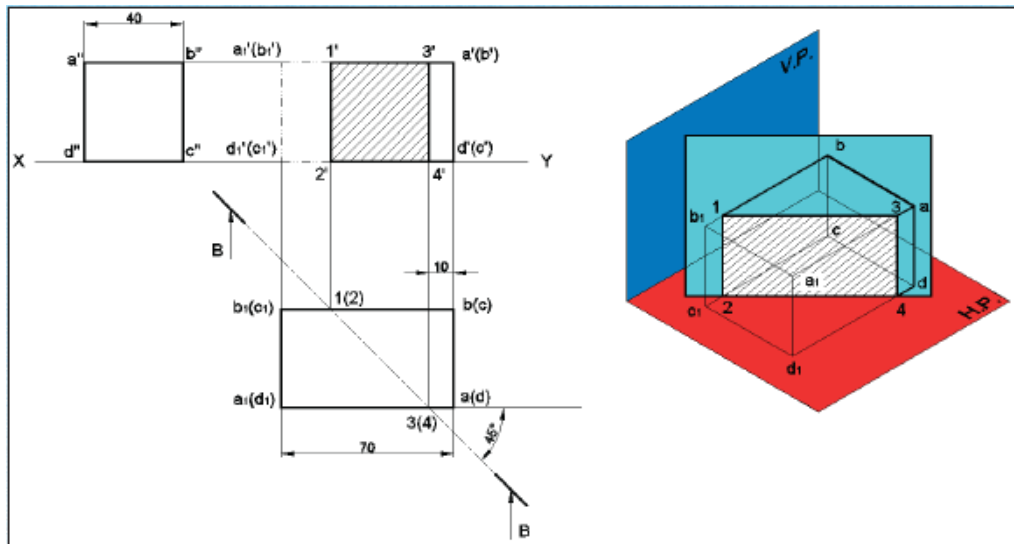 40
a" b" a1'(b1') 1' 3' a'(b')
X d" c" d1'(c1') d'(c') Y
2' 4'
B
10
b1(c1) 1(2) b(c)
a1(d1) a(d)
3(4)
45°
70
B
V.P.
b
1 3 a
b1
c
a1 d
c1 2 4
H.P.
d1